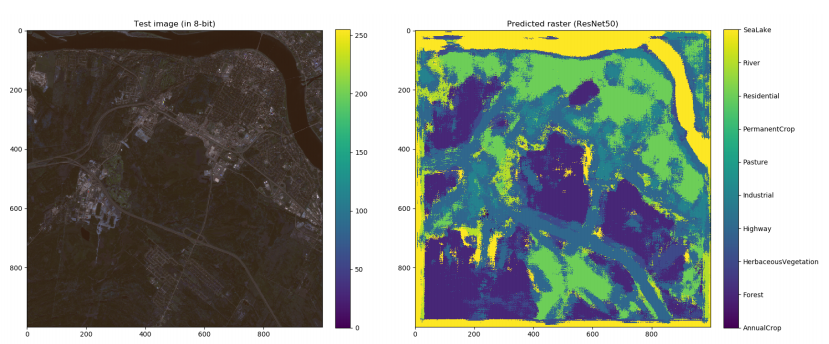 Test image (in 8-bit)
0
200
400
600
800
0
200
400
600
800
250
200
150
100
50
0
Predicted raster (ResNet50)
0
200
400
600
800
0
200
400
600
800
SeaLake
River
Residential
PermanentCrop
Pasture
Industrial
Highway
HerbaceousVegetation
Forest
AnnualCrop